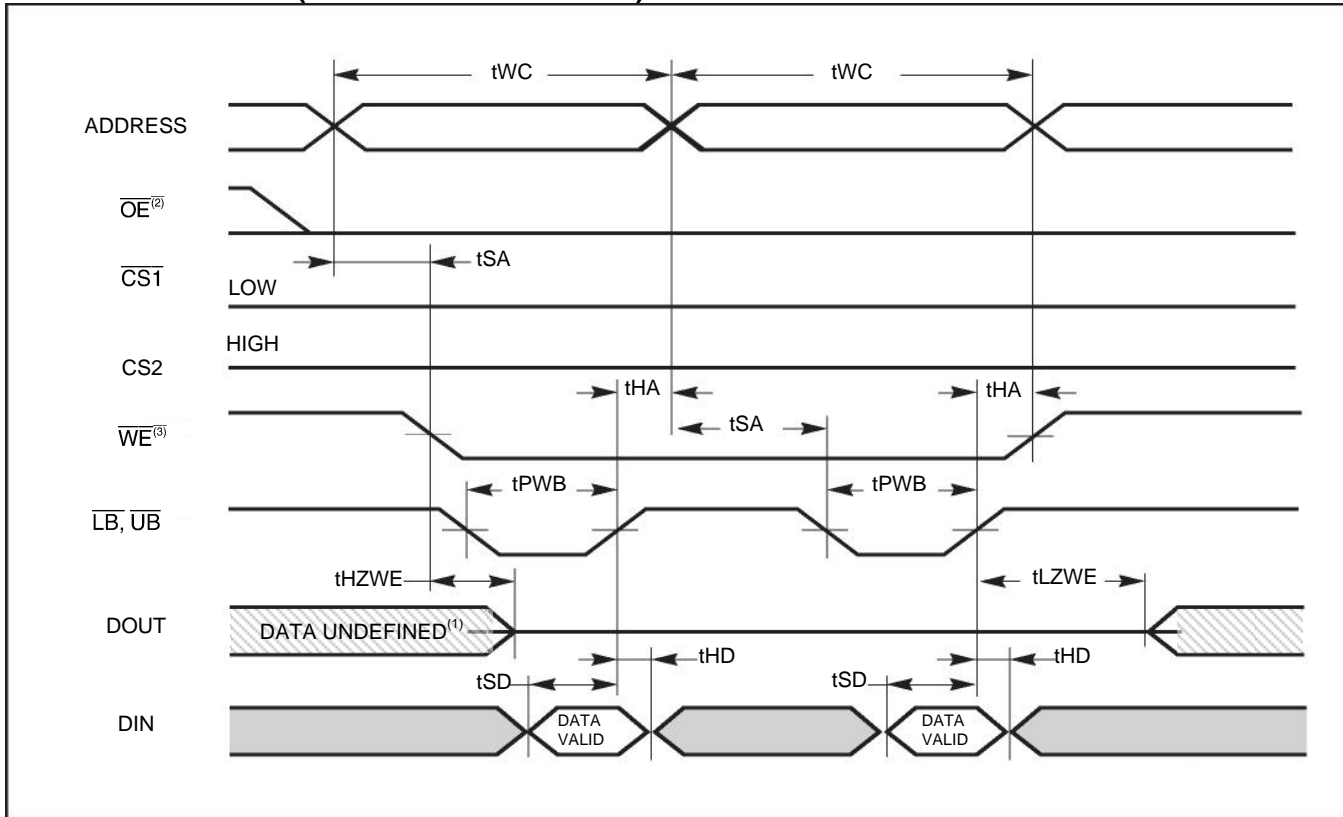 tWC tWC
ADDRESS
OE(2)
tSA
CS1
LOW
HIGH
CS2
tHA tHA
tSA
WE(3)
tPWB tPWB
LB, UB
tHZWE tLZWE
DOUT
DATA UNDEFINED(1)
tHD tHD
tSD tSD
DIN
DATA VALID
DATA VALID